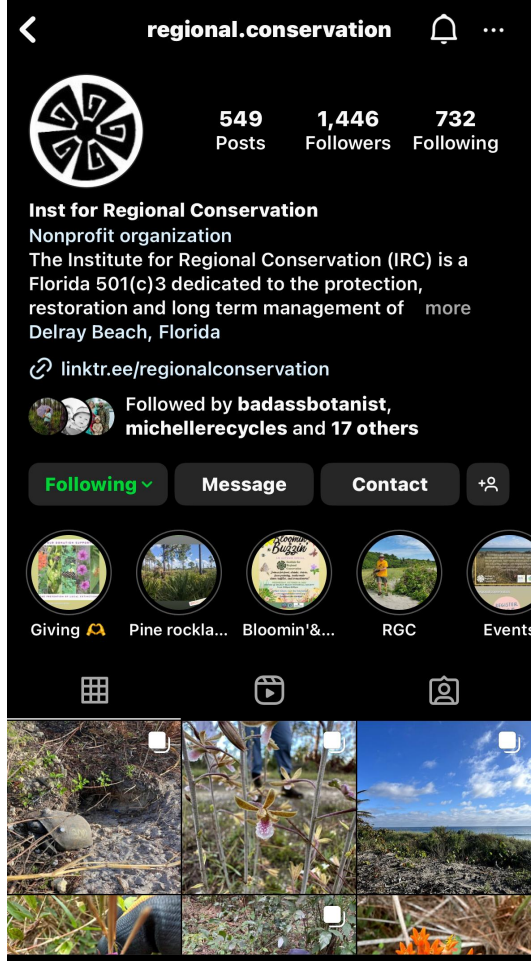 regional.conservation
549 1,446 732
Posts Followers Following
Inst for Regional Conservation
Nonprofit organization
The Institute for Regional Conservation (IRC) is a
Florida 501(c)3 dedicated to the protection,
restoration and long term management of more
Delray Beach, Florida
linktr.ee/regionalconservation
Followed by badassbotanist,
michellerecycles and 17 others
Following Message Contact
Bloomin'
Buzzin'
Giving 🫶 Pine rockla... Bloomin'&... RGC Events